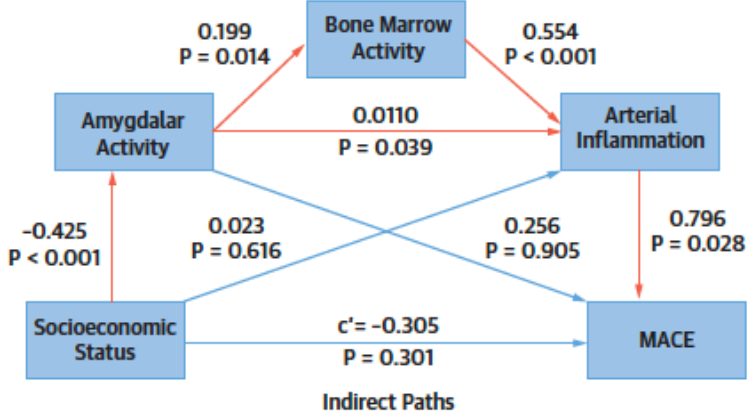 Bone Marrow
Activity
0.199
P = 0.014
0.554
P < 0.001
Amygdalar
Activity
0.0110
P = 0.039
Arterial
Inflammation
−0.425
P < 0.001
0.023
P = 0.616
0.256
P = 0.905
0.796
P = 0.028
Socioeconomic
Status
c'= −0.305
P = 0.301
MACE
Indirect Paths